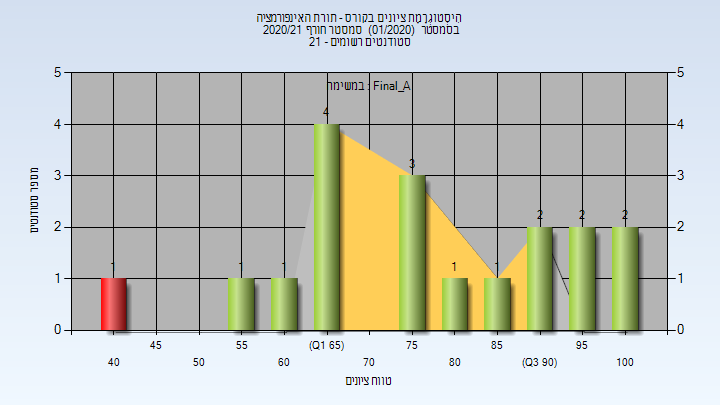 הִיסטוֹגרָמַת ציונים בקורס - תורת האינפורמציה
בסמסטר (01/2020) סמסטר חורף 2020/21
סטודנטים רשומים - 21
במשימה : Final_A
מספר סטודנטים
5 5
4 4
3 3
2 2
1 1
0 0
1 1 1 4 3 1 1 2 2 2
45 55 (Q1 65) 75 85 95
40 50 60 70 80 (Q3 90) 100
טווח ציונים